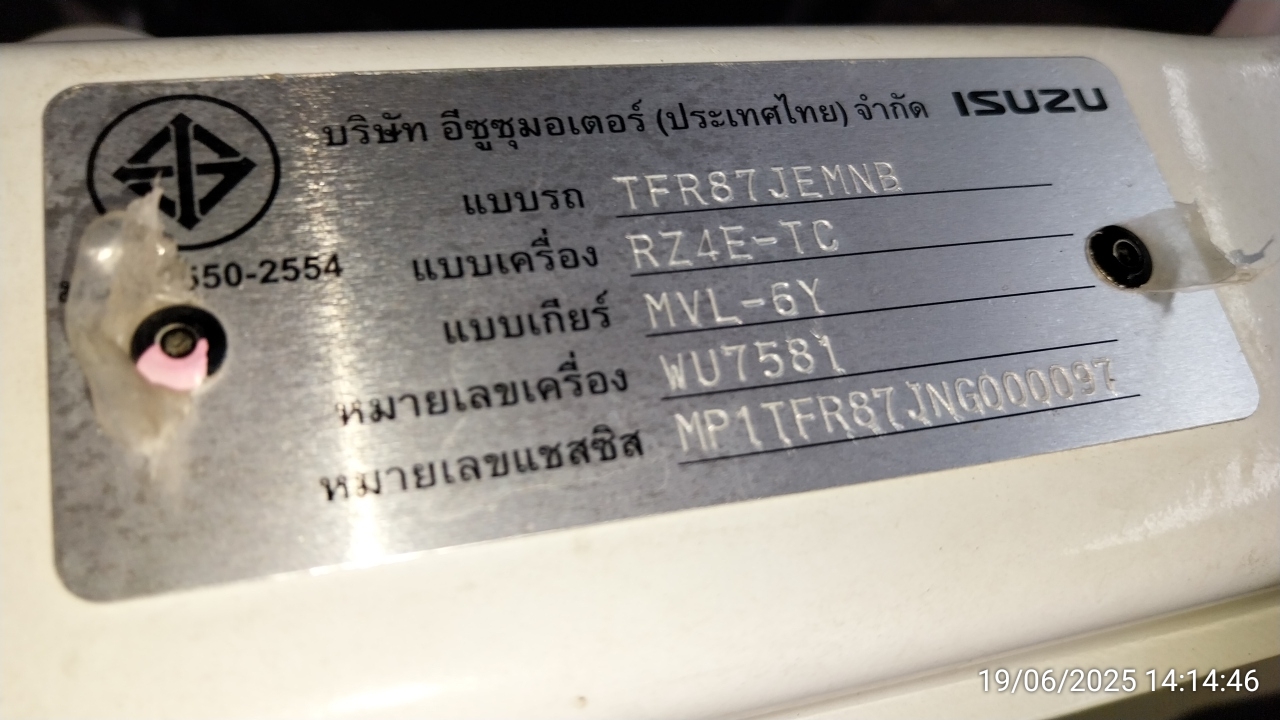 บริษัท อีซูซุมอเตอร์ (ประเทศไทย) จำกัด ISUZU
แบบรถ TFR87JEMNB
แบบเครื่อง RZ4E-TC
550-2554
แบบเกียร์ MVL-6Y
หมายเลขเครื่อง WU7581
หมายเลขแชสซิส MP1TFR87JNG000097
19/06/2025 14:14:46